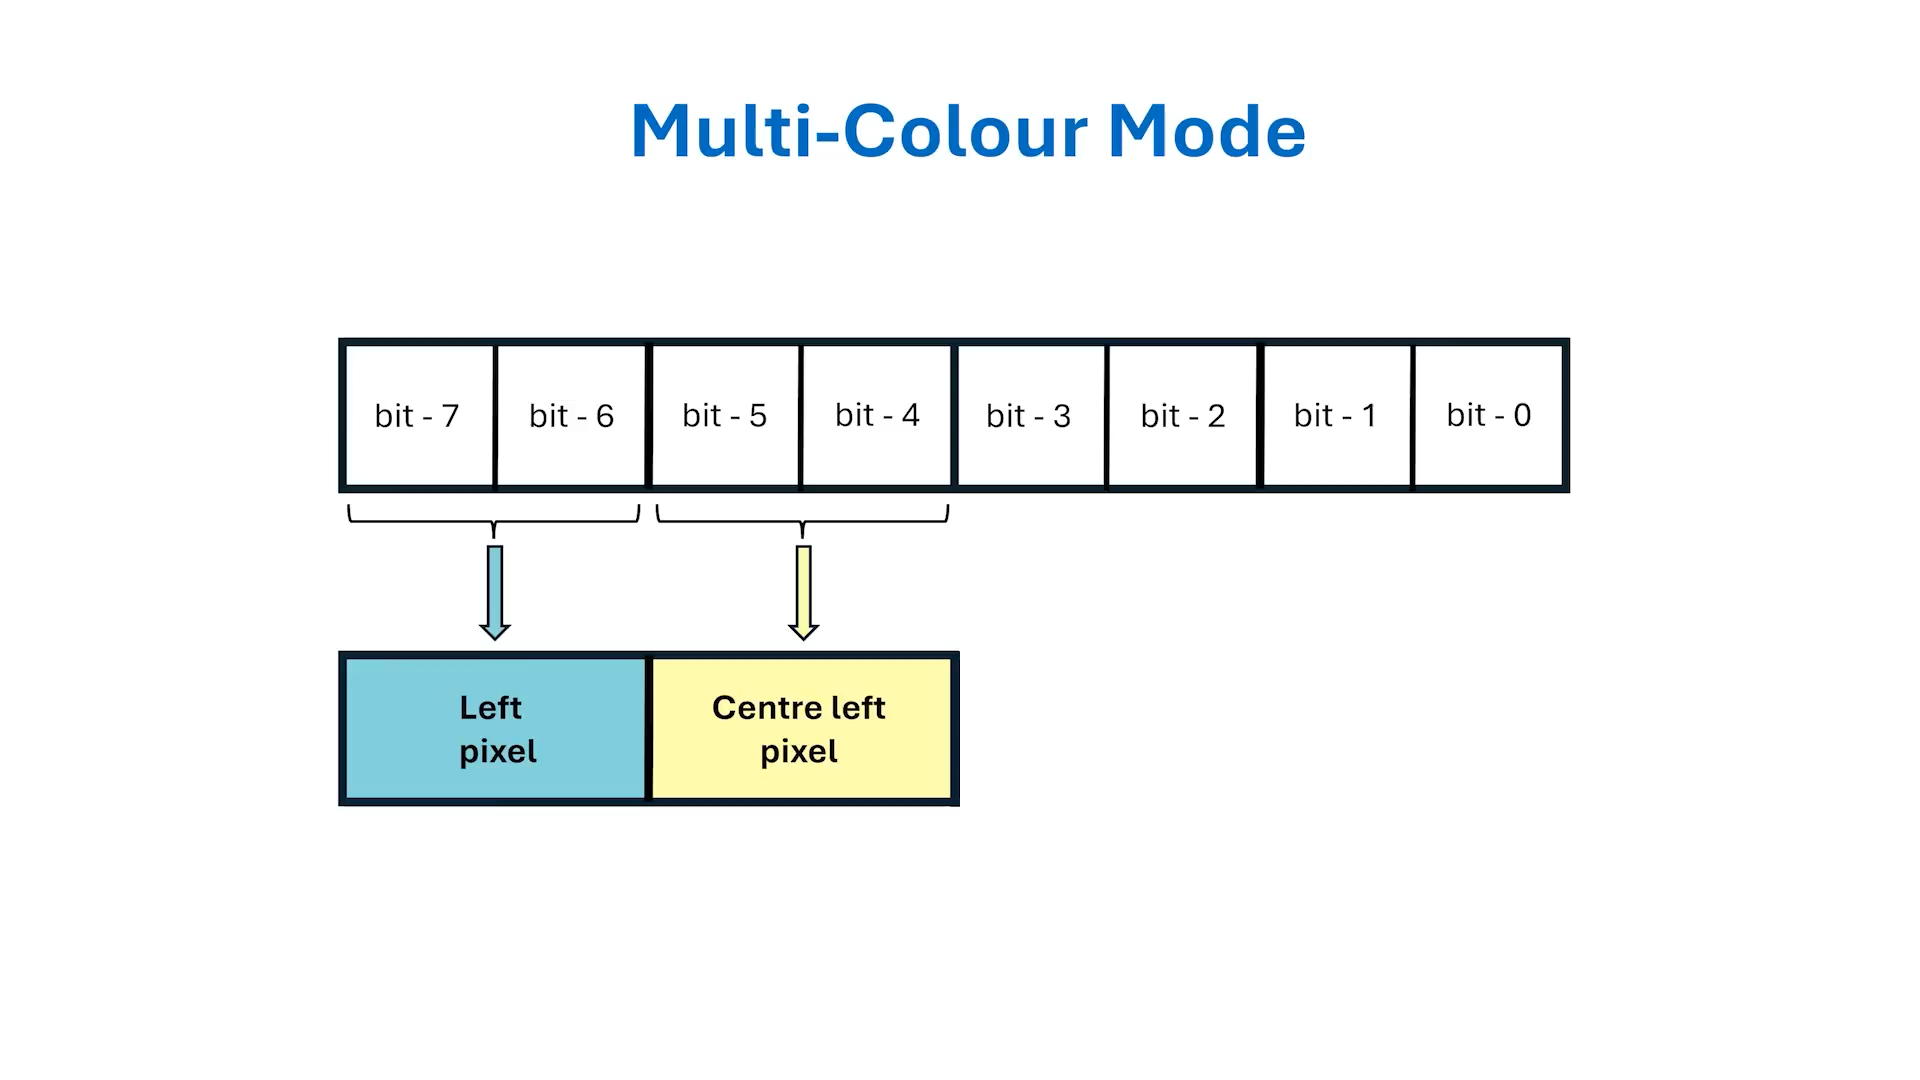 Multi-Colour Mode
bit - 7 bit - 6 bit - 5 bit - 4 bit - 3 bit - 2 bit - 1 bit - 0
Left
pixel
Centre left
pixel